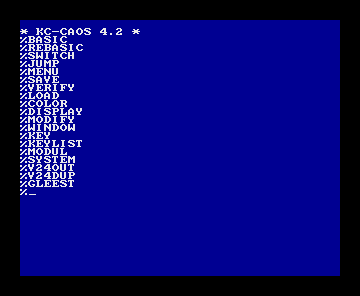 * KC-CAOS 4.2 *
%BASIC
%REBASIC
%SWITCH
%JUMP
%MENU
%SAVE
%VERIFY
%LOAD
%COLOR
%DISPLAY
%MODIFY
%WINDOW
%KEY
%KEYLIST
%MODUL
%SYSTEM
%V24OUT
%V24DUP
%GLEEST
%_